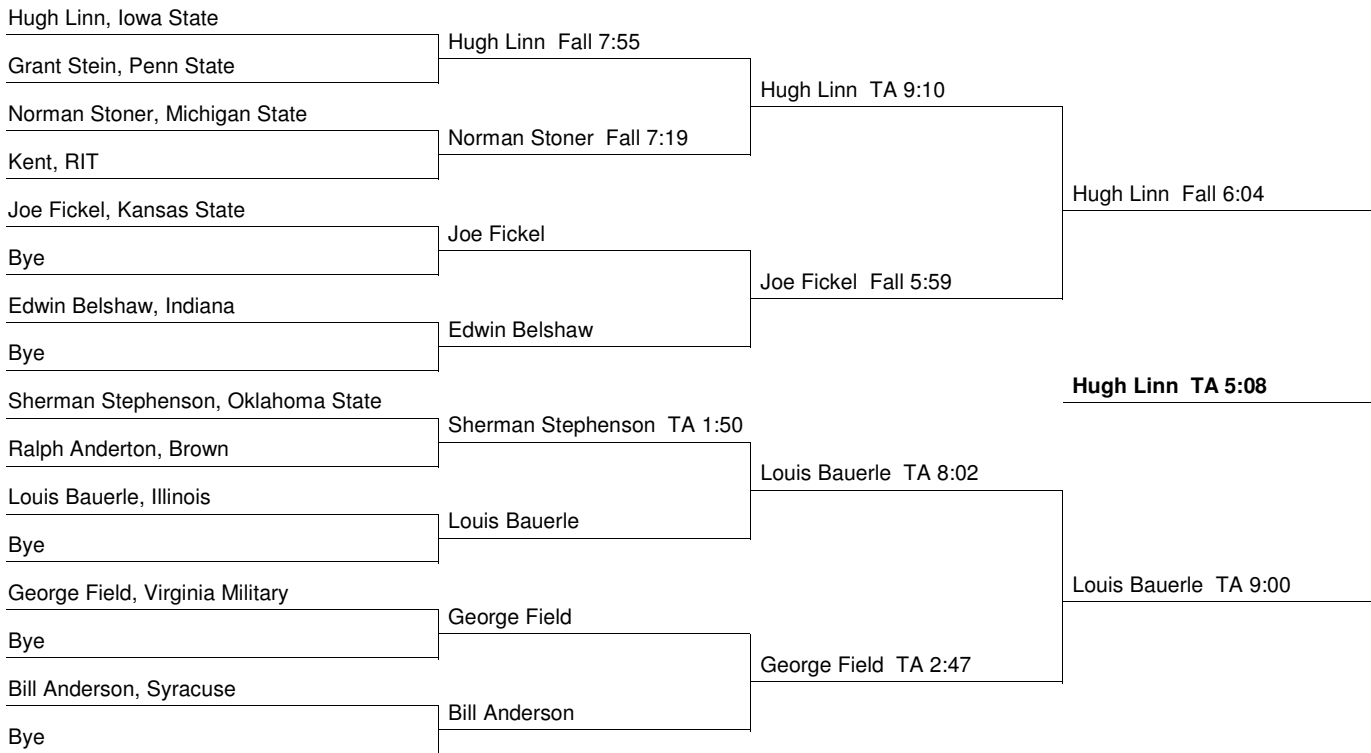 Hugh Linn, Iowa State
Grant Stein, Penn State
Norman Stoner, Michigan State
Kent, RIT
Joe Fickel, Kansas State
Bye
Edwin Belshaw, Indiana
Bye
Sherman Stephenson, Oklahoma State
Ralph Anderton, Brown
Louis Bauerle, Illinois
Bye
George Field, Virginia Military
Bye
Bill Anderson, Syracuse
Bye
Hugh Linn Fall 7:55
Norman Stoner Fall 7:19
Joe Fickel
Edwin Belshaw
Sherman Stephenson TA 1:50
Louis Bauerle
George Field
Bill Anderson
Hugh Linn TA 9:10
Joe Fickel Fall 5:59
Louis Bauerle TA 8:02
George Field TA 2:47
Hugh Linn Fall 6:04
Hugh Linn TA 5:08
Louis Bauerle TA 9:00